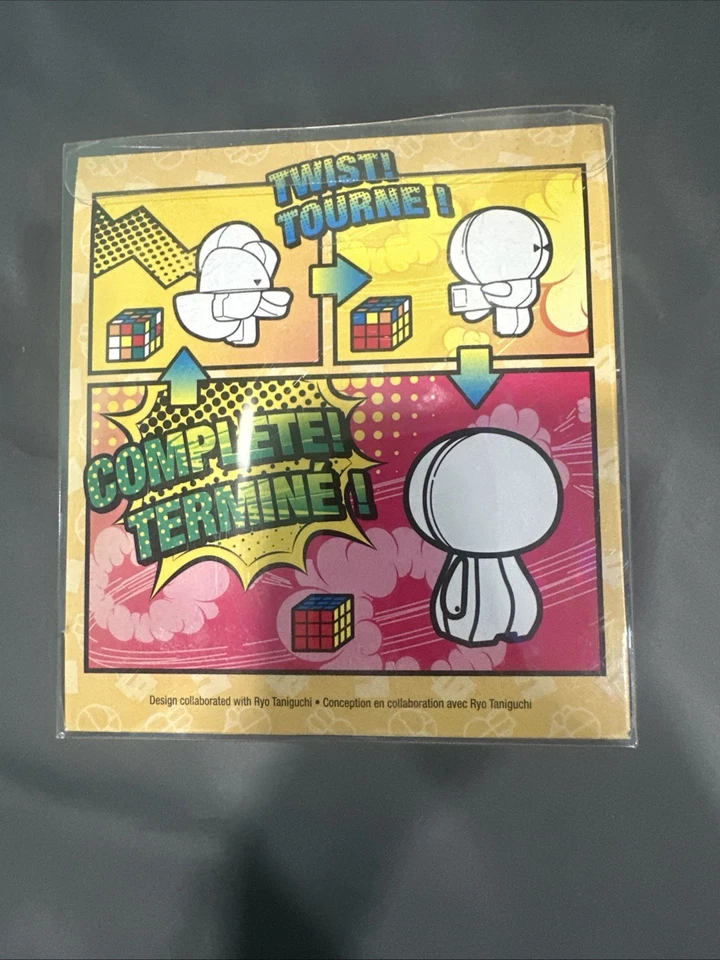 TWIST!
TOURNE !
COMPLETE!
TERMINÉ !
Design collaborated with Ryo Taniguchi • Conception en collaboration avec Ryo Taniguchi